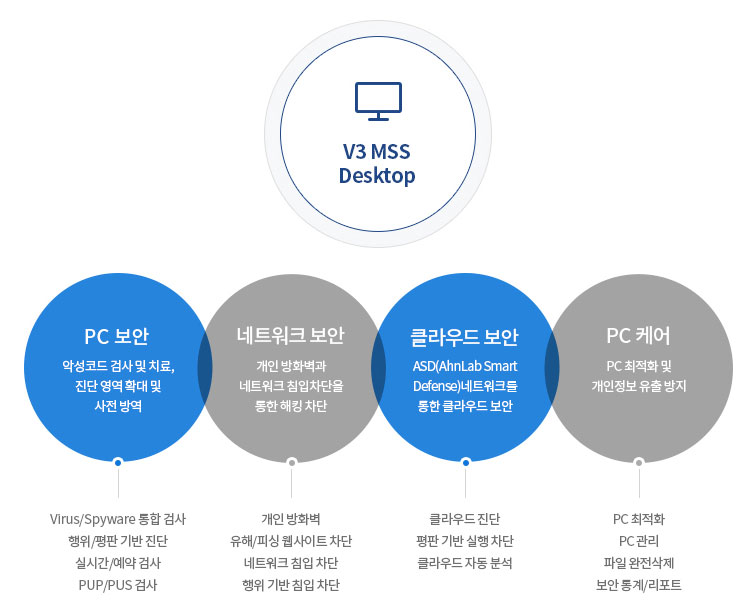 V3 MSS
Desktop
PC 보안
악성코드 검사 및 치료,
진단 영역 확대 및
사전 방역
네트워크 보안
개인 방화벽과
네트워크 침입차단을
통한 해킹 차단
클라우드 보안
ASD(AhnLab Smart
Defense)네트워크를
통한 클라우드 보안
PC 케어
PC 최적화 및
개인정보 유출 방지
Virus/Spyware 통합 검사
행위/평판 기반 진단
실시간/예약 검사
PUP/PUS 검사
개인 방화벽
유해/피싱 웹사이트 차단
네트워크 침입 차단
행위 기반 침입 차단
클라우드 진단
평판 기반 실행 차단
클라우드 자동 분석
PC 최적화
PC 관리
파일 완전삭제
보안 통계/리포트